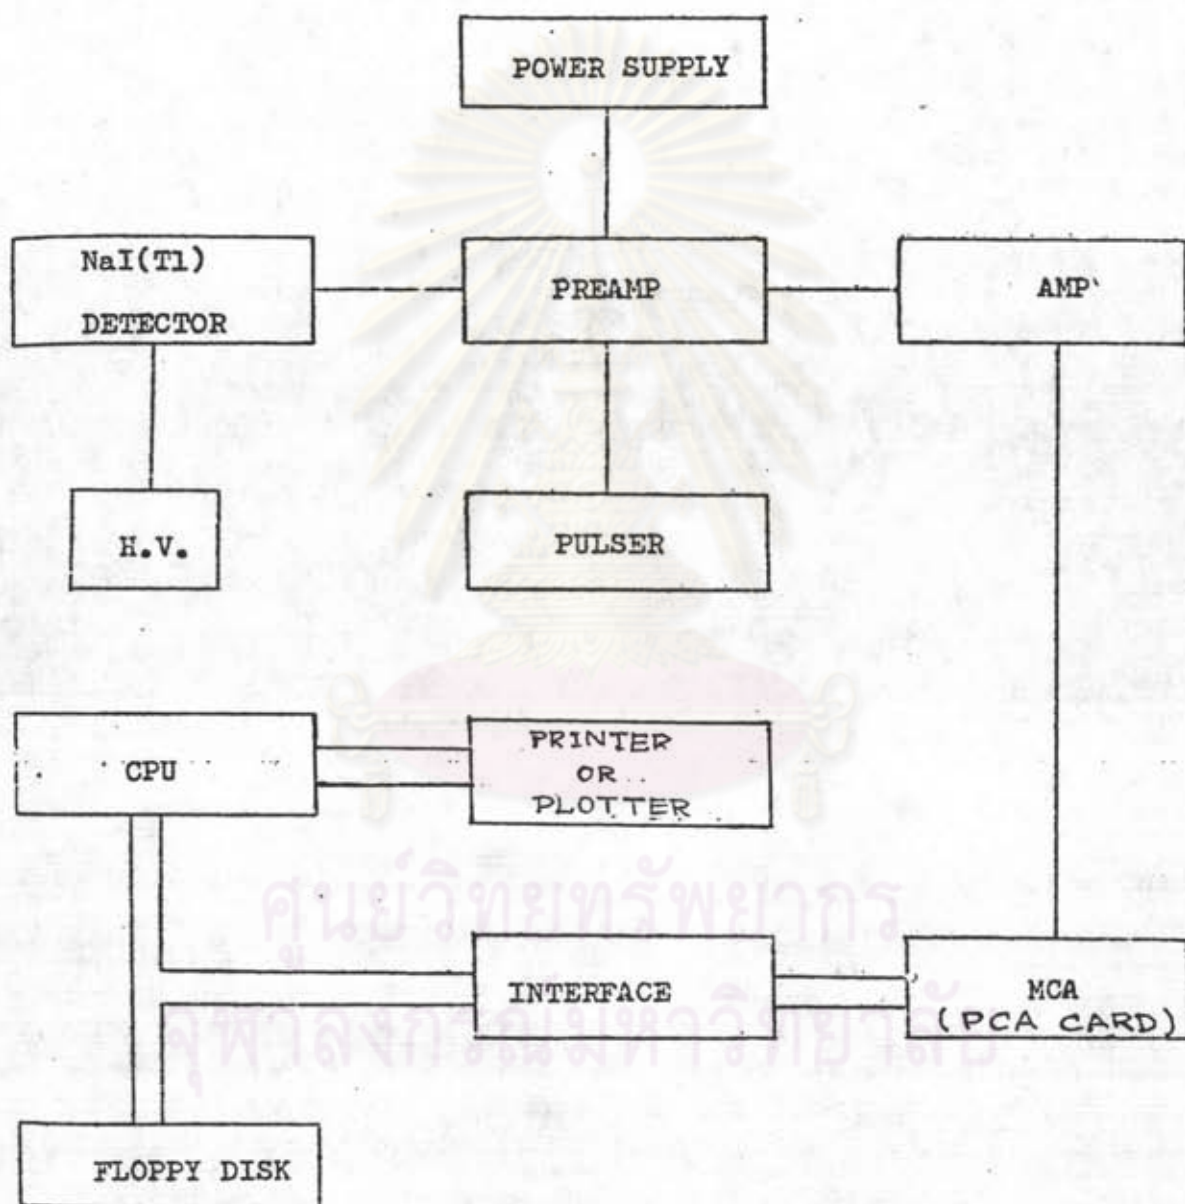 POWER SUPPLY
NaI(Tl)
DETECTOR
PREAMP
AMP
H.V.
PULSER
CPU
PRINTER
OR
PLOTTER
ศูนย์วิทยทรัพยากร
INTERFACE
MCA
(PCA CARD)
จุฬาลงกรณ์มหาวิทยาลัย
FLOPPY DISK